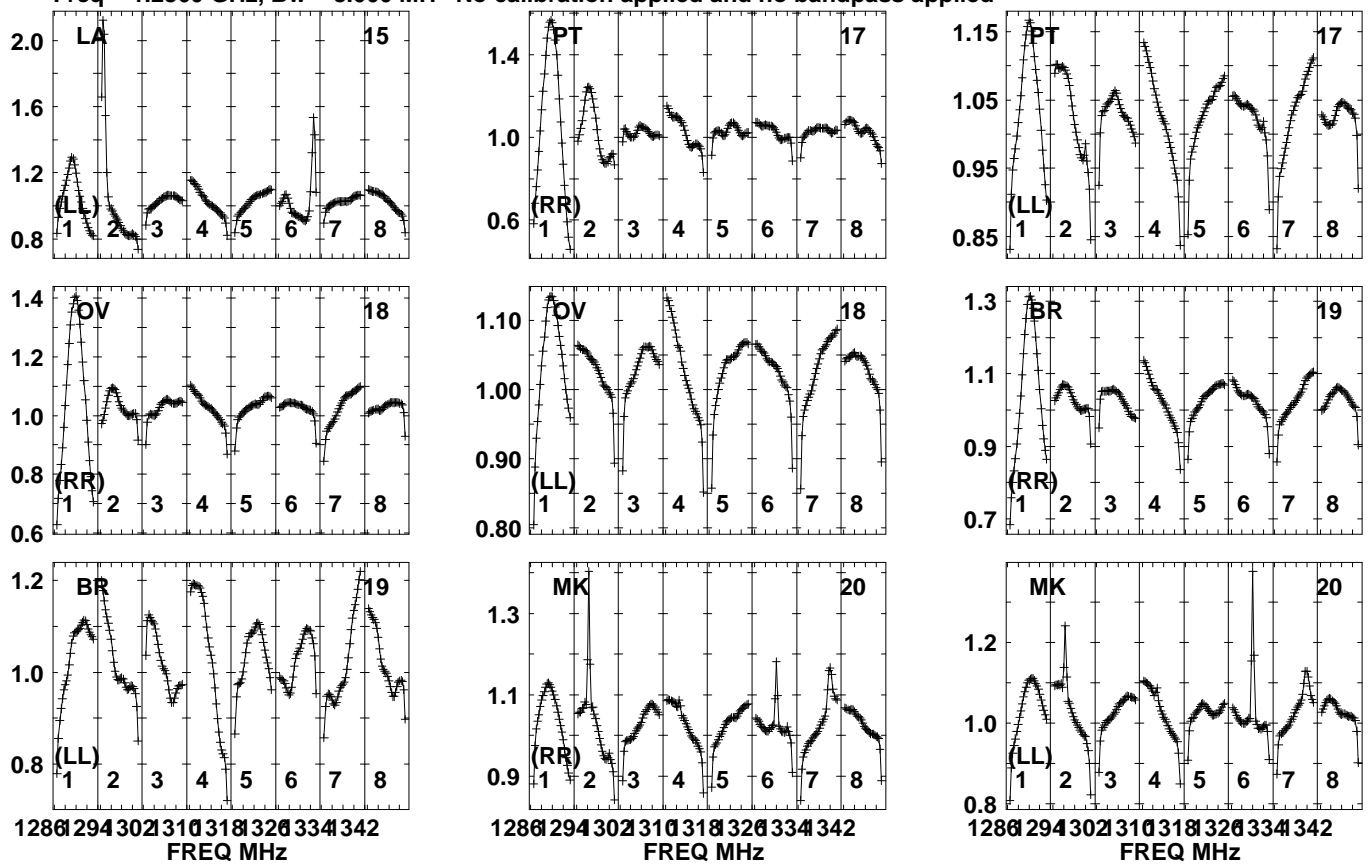 Freq = 1.2860 GHz, Bw = 8.000 MH No calibration applied and no bandpass applied
LA 15
2.0
1.6
1.2
1.0
0.8
(LL)
1 2 3 4 5 6 7 8
PT 17
1.4
1.0
0.6
(RR)
1 2 3 4 5 6 7 8
PT 17
1.15
1.05
0.95
0.85
(LL)
1 2 3 4 5 6 7 8
OV 18
1.4
1.2
1.0
0.8
0.6
(RR)
1 2 3 4 5 6 7 8
OV 18
1.10
1.00
0.90
0.80
(LL)
1 2 3 4 5 6 7 8
BR 19
1.3
1.1
0.9
0.7
(RR)
1 2 3 4 5 6 7 8
BR 19
1.2
1.0
0.8
(LL)
1 2 3 4 5 6 7 8
MK 20
1.3
1.1
0.9
(RR)
1 2 3 4 5 6 7 8
MK 20
1.2
1.0
0.8
(LL)
1 2 3 4 5 6 7 8
1286 1294 1302 1310 1318 1326 1334 1342
FREQ MHz
1286 1294 1302 1310 1318 1326 1334 1342
FREQ MHz
1286 1294 1302 1310 1318 1326 1334 1342
FREQ MHz